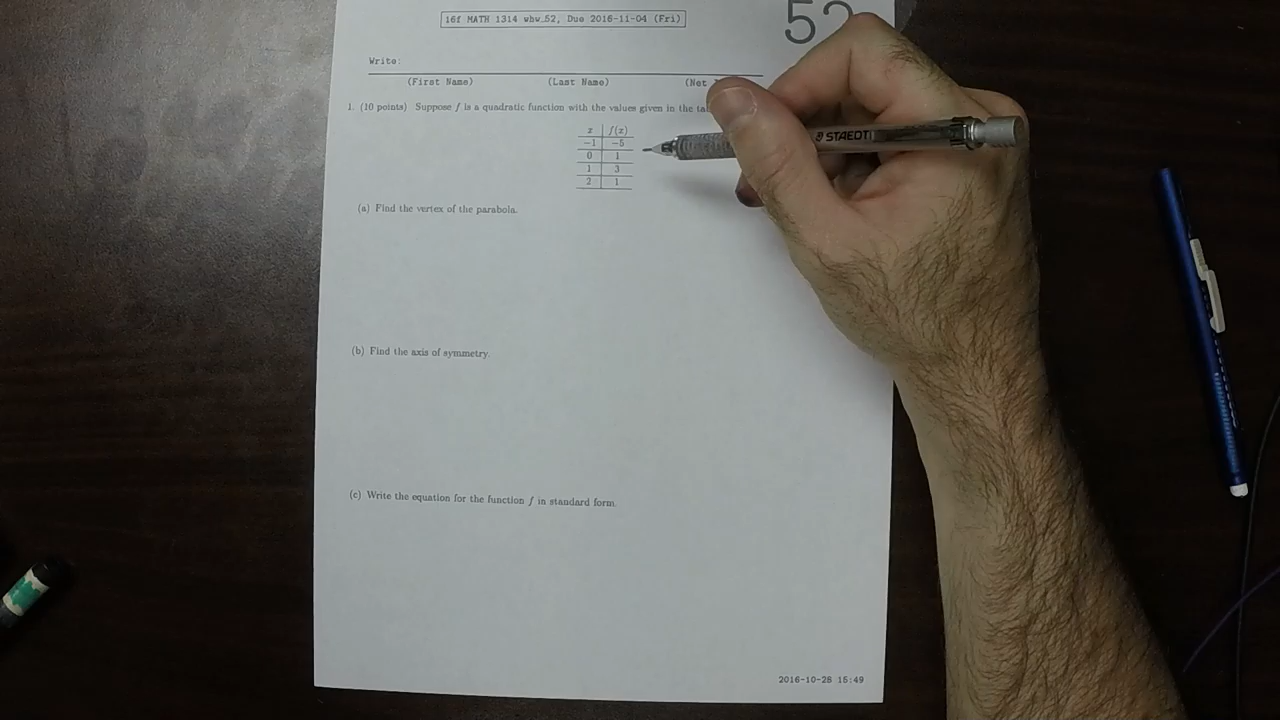 16f MATH 1314 whw_52, Due 2016-11-04 (Fri)
52
Write:
(First Name) (Last Name) (Not
1. (10 points) Suppose f is a quadratic function with the values given in the
x f(x)
−1 −5
0 1
1 3
2 1
STAEDT
(a) Find the vertex of the parabola.
(b) Find the axis of symmetry.
(c) Write the equation for the function f in standard form.
2016-10-28 15:49